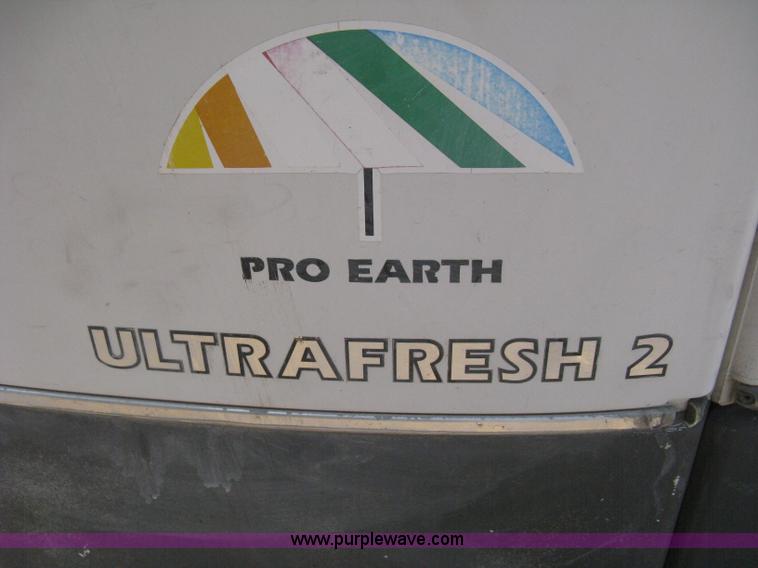 PRO EARTH
ULTRAFRESH 2
www.purplewave.com